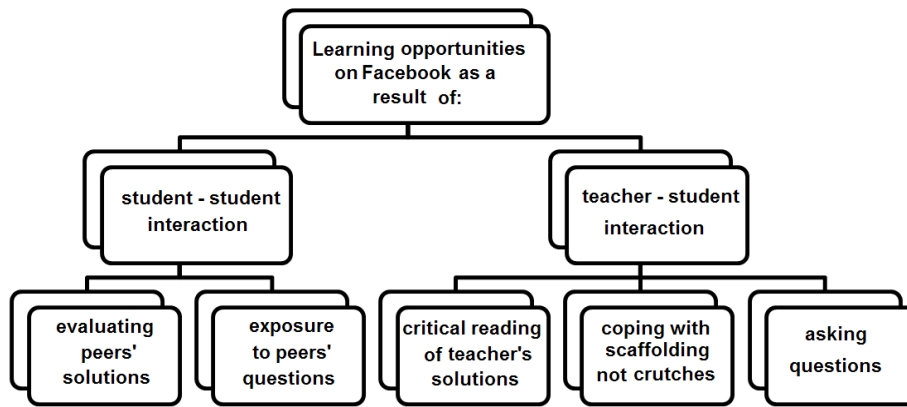 Learning opportunities
on Facebook as a
result of:
student - student
interaction
teacher - student
interaction
evaluating
peers'
solutions
exposure
to peers'
questions
critical reading
of teacher's
solutions
coping with
scaffolding
not crutches
asking
questions